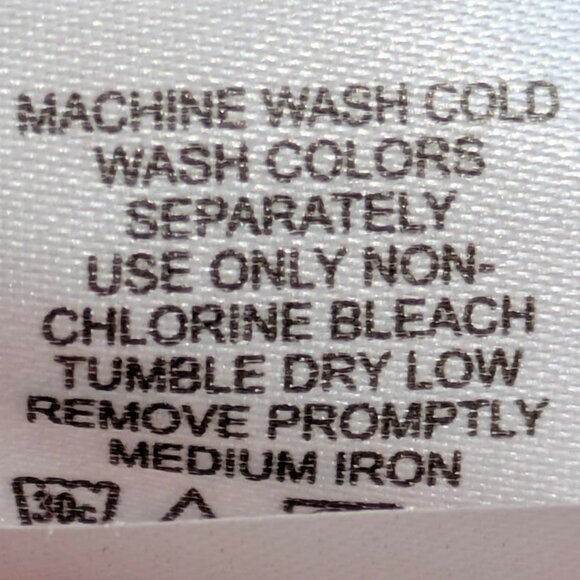 MACHINE WASH COLD
WASH COLORS
SEPARATELY
USE ONLY NON-
CHLORINE BLEACH
TUMBLE DRY LOW
REMOVE PROMPTLY
MEDIUM IRON
30c